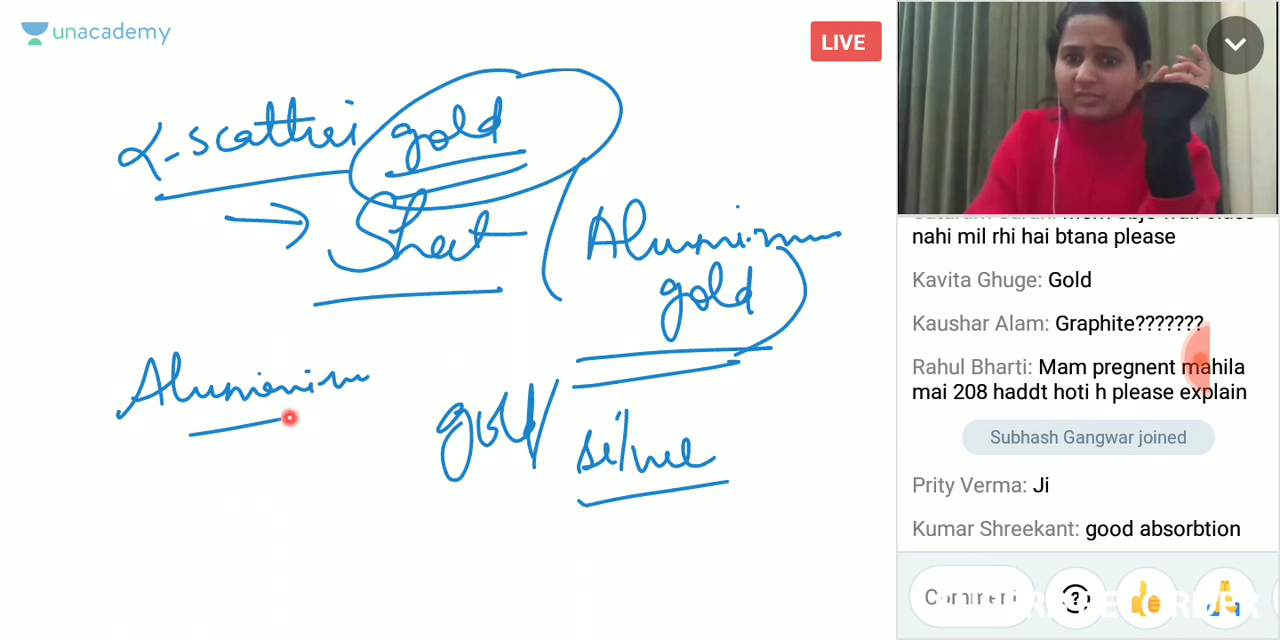 unacademy
LIVE
α-scattri gold
→ Sheet
Aluminium
gold
Aluminium
gold/
silver
nahi mil rhi hai btana please
Kavita Ghuge: Gold
Kaushar Alam: Graphite???????
Rahul Bharti: Mam pregnent mahila
mai 208 haddt hoti h please explain
Subhash Gangwar joined
Prity Verma: Ji
Kumar Shreekant: good absorbtion
Comment
?